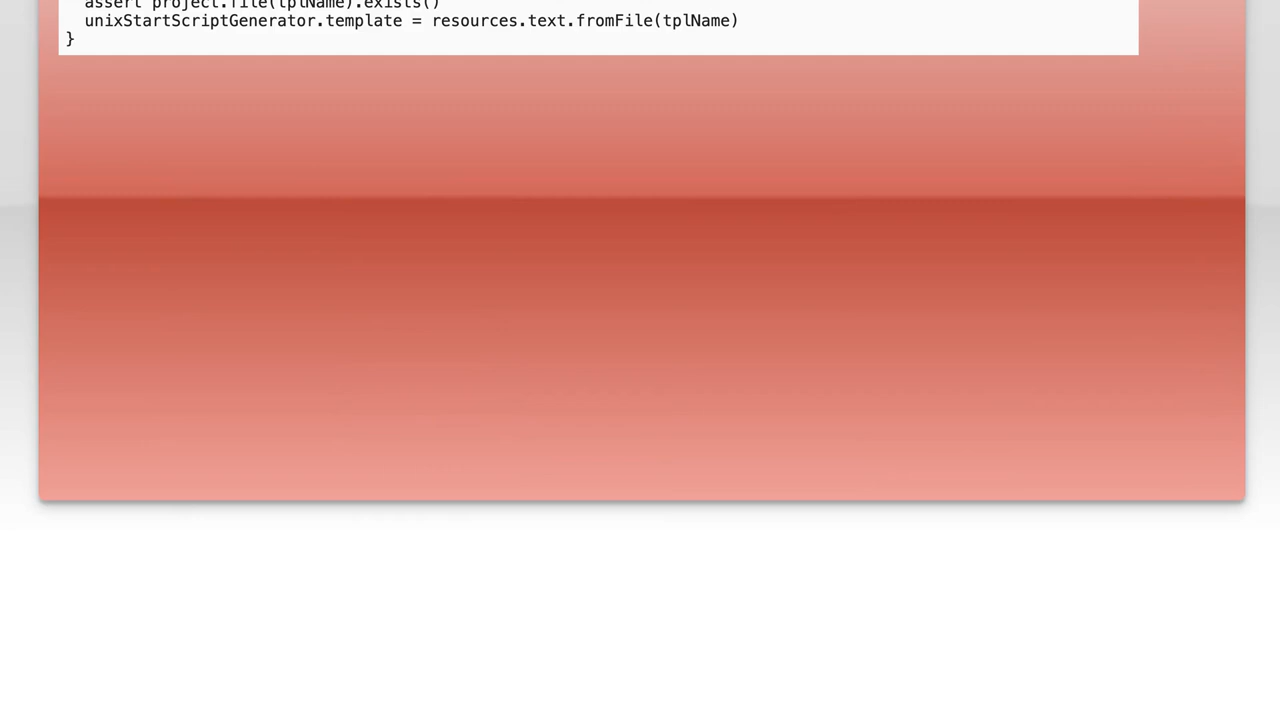 assert project.file(tplName).exists()
unixStartScriptGenerator.template = resources.text.fromFile(tplName)
}